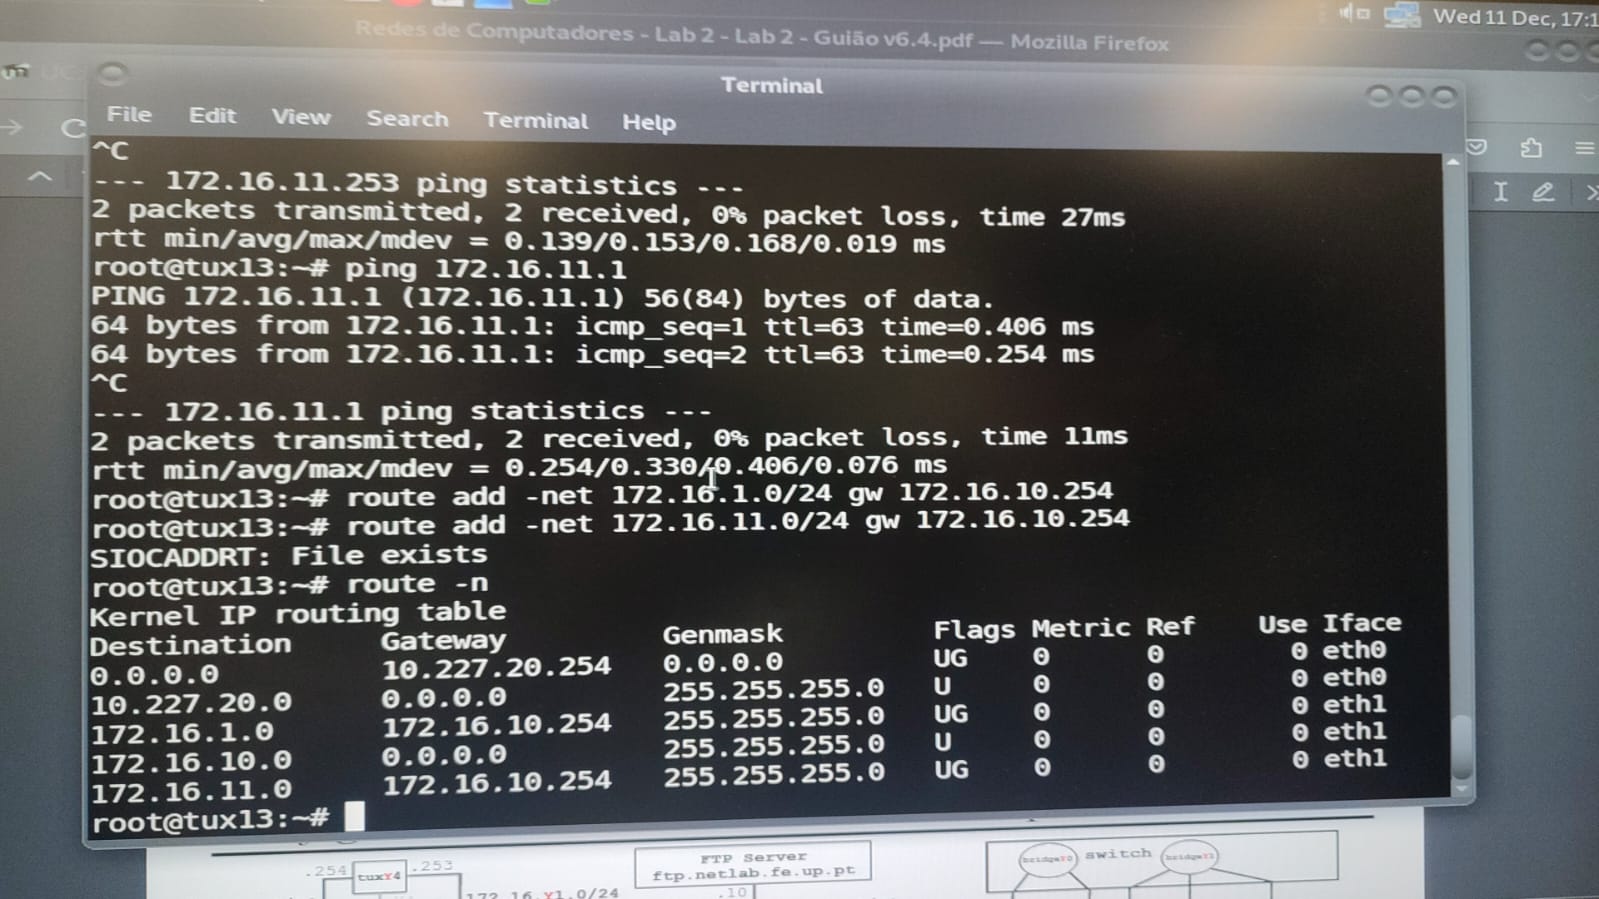 Wed 11 Dec, 17:1
Redes de Computadores - Lab 2 - Lab 2 - Guião v6.4.pdf — Mozilla Firefox
Terminal
File Edit View Search Terminal Help
^C
--- 172.16.11.253 ping statistics ---
2 packets transmitted, 2 received, 0% packet loss, time 27ms
rtt min/avg/max/mdev = 0.139/0.153/0.168/0.019 ms
root@tux13:~# ping 172.16.11.1
PING 172.16.11.1 (172.16.11.1) 56(84) bytes of data.
64 bytes from 172.16.11.1: icmp_seq=1 ttl=63 time=0.406 ms
64 bytes from 172.16.11.1: icmp_seq=2 ttl=63 time=0.254 ms
^C
--- 172.16.11.1 ping statistics ---
2 packets transmitted, 2 received, 0% packet loss, time 11ms
rtt min/avg/max/mdev = 0.254/0.330/0.406/0.076 ms
root@tux13:~# route add -net 172.16.1.0/24 gw 172.16.10.254
root@tux13:~# route add -net 172.16.11.0/24 gw 172.16.10.254
SIOCADDRT: File exists
root@tux13:~# route -n
Kernel IP routing table
Destination Gateway Genmask Flags Metric Ref Use Iface
0.0.0.0 10.227.20.254 0.0.0.0 UG 0 0 0 eth0
10.227.20.0 0.0.0.0 255.255.255.0 U 0 0 0 eth0
172.16.1.0 172.16.10.254 255.255.255.0 UG 0 0 0 eth1
172.16.10.0 0.0.0.0 255.255.255.0 U 0 0 0 eth1
172.16.11.0 172.16.10.254 255.255.255.0 UG 0 0 0 eth1
root@tux13:~#
.254 tuxY4 .253
172.16.Y1.0/24
FTP Server
ftp.netlab.fe.up.pt
.10
bridgeY0 switch bridgeY1